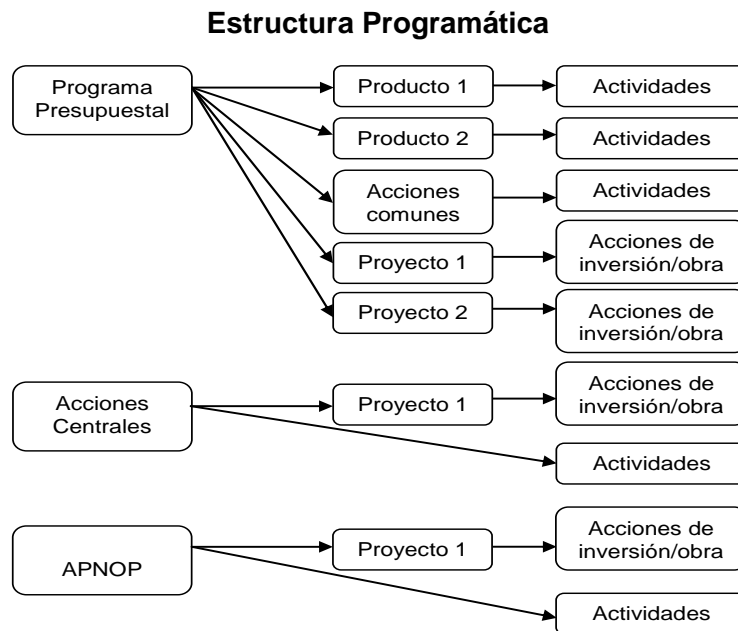 Estructura Programática
Programa
Presupuestal
Producto 1
Actividades
Producto 2
Actividades
Acciones
comunes
Actividades
Proyecto 1
Acciones de
inversión/obra
Proyecto 2
Acciones de
inversión/obra
Acciones
Centrales
Proyecto 1
Acciones de
inversión/obra
Actividades
APNOP
Proyecto 1
Acciones de
inversión/obra
Actividades